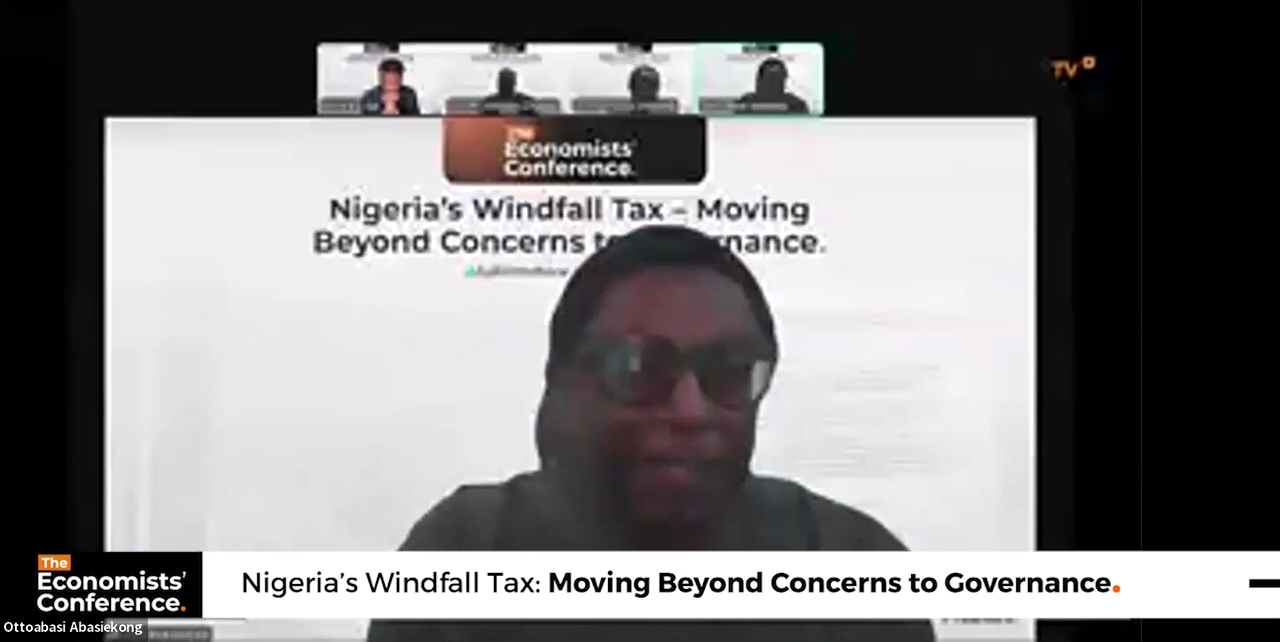 TV
The
Economists'
Conference.
Nigeria's Windfall Tax – Moving
Beyond Concerns
nance.
The
Economists'
Conference.
Nigeria's Windfall Tax: Moving Beyond Concerns to Governance.
Ottoabasi Abasiekong